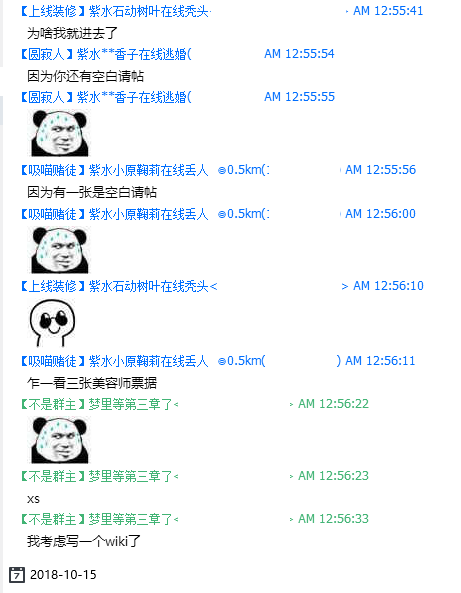 【上线装修】紫水石动树叶在线秃头 AM 12:55:41
为啥我就进去了
【圆寂人】紫水**香子在线逃婚( AM 12:55:54
因为你还有空白请帖
【圆寂人】紫水**香子在线逃婚( AM 12:55:55
【吸喵赌徒】紫水小原鞠莉在线丢人 ⊙0.5km( AM 12:55:56
因为有一张是空白请帖
【吸喵赌徒】紫水小原鞠莉在线丢人 ⊙0.5km( AM 12:56:00
【上线装修】紫水石动树叶在线秃头< > AM 12:56:10
【吸喵赌徒】紫水小原鞠莉在线丢人 ⊙0.5km( ) AM 12:56:11
乍一看三张美容师票据
【不是群主】梦里等第三章了< > AM 12:56:22
【不是群主】梦里等第三章了< > AM 12:56:23
xs
【不是群主】梦里等第三章了< > AM 12:56:33
我考虑写一个wiki了
7 2018-10-15